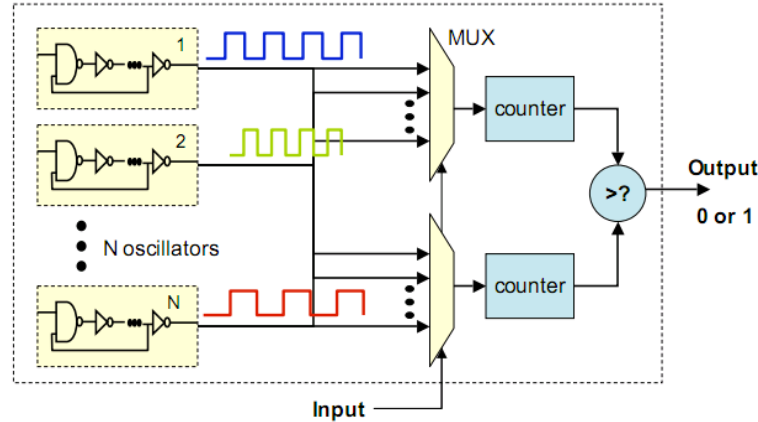 1
MUX
counter
2
>?
Output
0 or 1
N oscillators
N
counter
Input